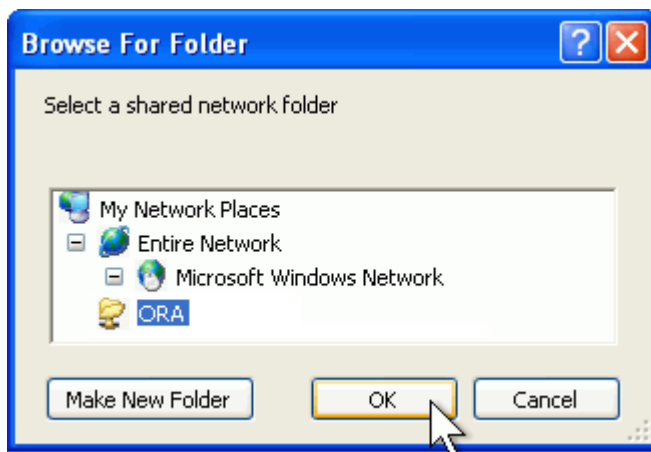 Browse For Folder
Select a shared network folder
My Network Places
Entire Network
Microsoft Windows Network
ORA
Make New Folder OK Cancel